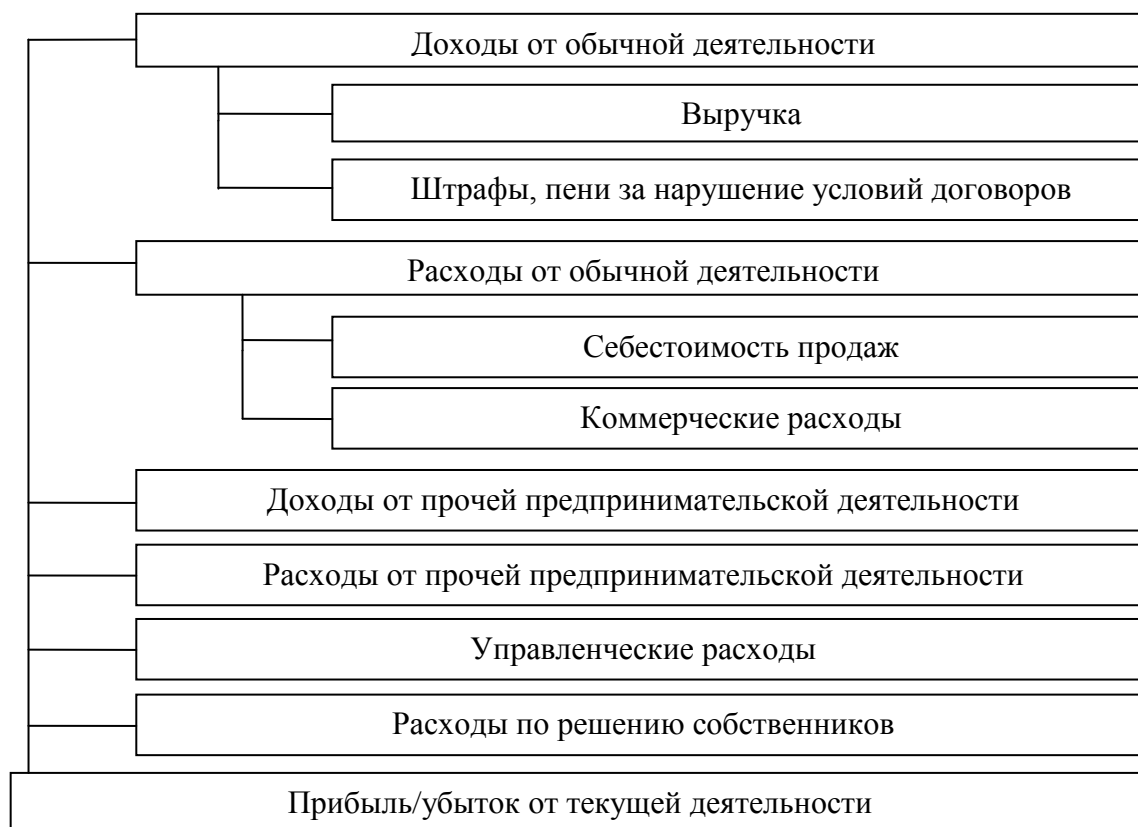 Доходы от обычной деятельности
Выручка
Штрафы, пени за нарушение условий договоров
Расходы от обычной деятельности
Себестоимость продаж
Коммерческие расходы
Доходы от прочей предпринимательской деятельности
Расходы от прочей предпринимательской деятельности
Управленческие расходы
Расходы по решению собственников
Прибыль/убыток от текущей деятельности